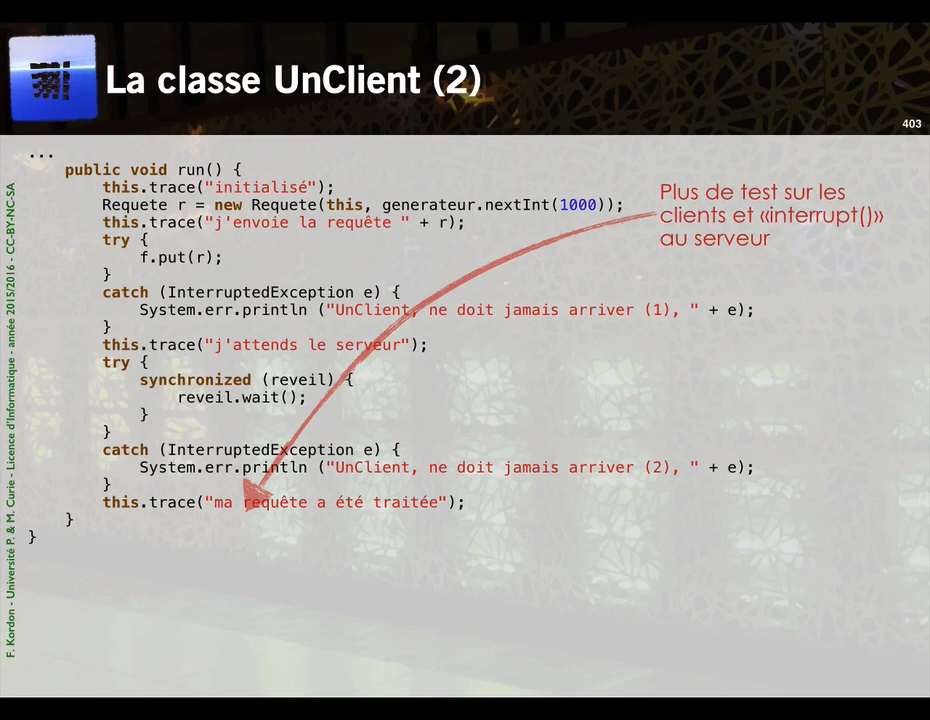 La classe UnClient (2)
403
...
public void run() {
this.trace("initialisé");
Requete r = new Requete(this, generateur.nextInt(1000));
this.trace("j'envoie la requête " + r);
try {
f.put(r);
}
catch (InterruptedException e) {
System.err.println ("UnClient, ne doit jamais arriver (1), " + e);
}
this.trace("j'attends le serveur");
try {
synchronized (reveil) {
reveil.wait();
}
}
catch (InterruptedException e) {
System.err.println ("UnClient, ne doit jamais arriver (2), " + e);
}
this.trace("ma requête a été traitée");
}
}
Plus de test sur les
clients et «interrupt()»
au serveur
F. Kordon - Université P. & M. Curie - Licence d'Informatique - année 2015/2016 - CC-BY-NC-SA